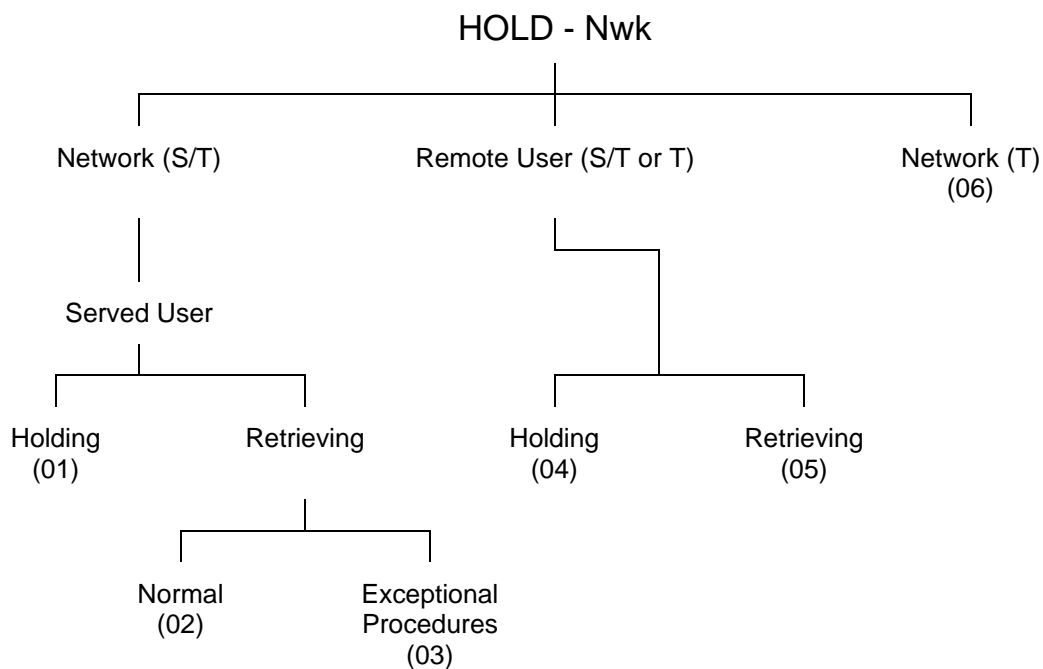 HOLD - Nwk
Network (S/T)
Remote User (S/T or T)
Network (T)
(06)
Served User
Holding
(01)
Retrieving
Holding
(04)
Retrieving
(05)
Normal
(02)
Exceptional
Procedures
(03)